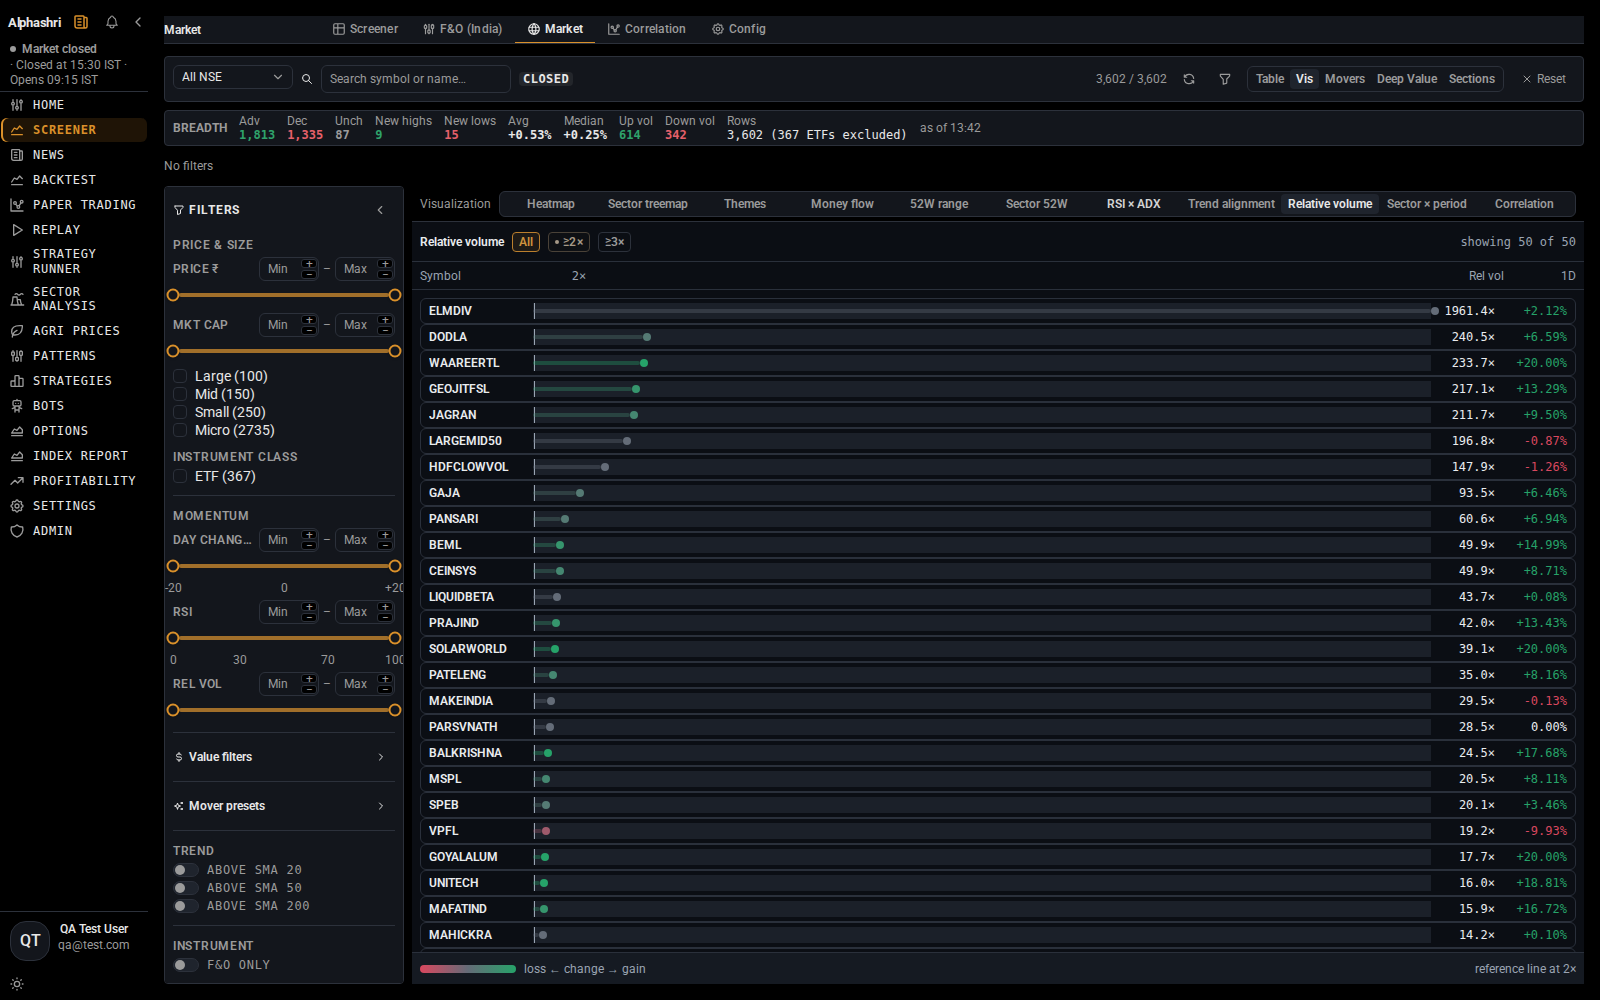 Alphashri
Market closed
· Closed at 15:30 IST ·
Opens 09:15 IST
HOME
SCREENER
NEWS
BACKTEST
PAPER TRADING
REPLAY
STRATEGY
RUNNER
SECTOR
ANALYSIS
AGRI PRICES
PATTERNS
STRATEGIES
BOTS
OPTIONS
INDEX REPORT
PROFITABILITY
SETTINGS
ADMIN
QT
QA Test User
qa@test.com
Market
Screener
F&O (India)
Market
Correlation
Config
All NSE
Search symbol or name...
CLOSED
3,602 / 3,602
Table Vis Movers Deep Value Sections
Reset
BREADTH
Adv 1,813
Dec 1,335
Unch 87
New highs 9
New lows 15
Avg +0.53%
Median +0.25%
Up vol 614
Down vol 342
Rows 3,602 (367 ETFs excluded)
as of 13:42
No filters
FILTERS
PRICE & SIZE
PRICE ₹ Min + − – Max + −
MKT CAP Min + − – Max + −
Large (100)
Mid (150)
Small (250)
Micro (2735)
INSTRUMENT CLASS
ETF (367)
MOMENTUM
DAY CHANG... Min + − – Max + −
-20 0 +20
RSI Min + − – Max + −
0 30 70 100
REL VOL Min + − – Max + −
Value filters
Mover presets
TREND
ABOVE SMA 20
ABOVE SMA 50
ABOVE SMA 200
INSTRUMENT
F&O ONLY
Visualization Heatmap Sector treemap Themes Money flow 52W range Sector 52W RSI × ADX Trend alignment Relative volume Sector × period Correlation
Relative volume All • ≥2× ≥3× showing 50 of 50
Symbol 2× Rel vol 1D
ELMDIV 1961.4× +2.12%
DODLA 240.5× +6.59%
WAAREERTL 233.7× +20.00%
GEOJITFSL 217.1× +13.29%
JAGRAN 211.7× +9.50%
LARGEMID50 196.8× -0.87%
HDFCLOWVOL 147.9× -1.26%
GAJA 93.5× +6.46%
PANSARI 60.6× +6.94%
BEML 49.9× +14.99%
CEINSYS 49.9× +8.71%
LIQUIDBETA 43.7× +0.08%
PRAJIND 42.0× +13.43%
SOLARWORLD 39.1× +20.00%
PATELENG 35.0× +8.16%
MAKEINDIA 29.5× -0.13%
PARSVNATH 28.5× 0.00%
BALKRISHNA 24.5× +17.68%
MSPL 20.5× +8.11%
SPEB 20.1× +3.46%
VPFL 19.2× -9.93%
GOYALALUM 17.7× +20.00%
UNITECH 16.0× +18.81%
MAFATIND 15.9× +16.72%
MAHICKRA 14.2× +0.10%
loss ← change → gain
reference line at 2×